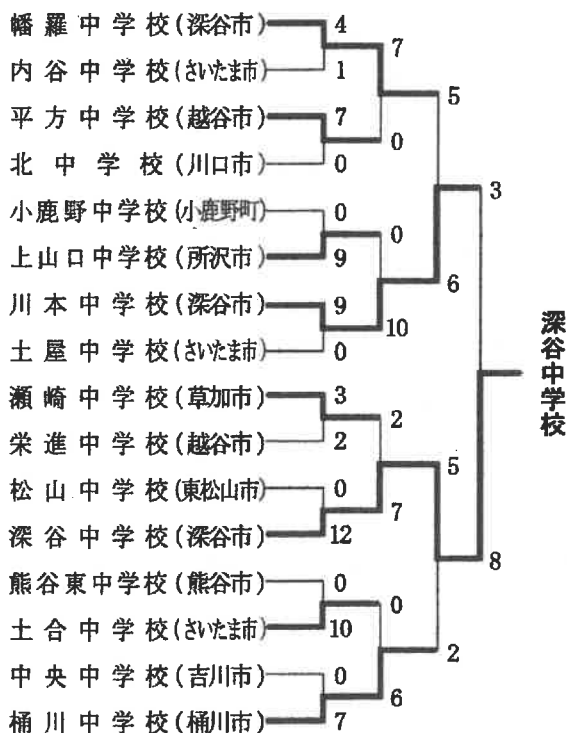 幡羅中学校(深谷市) 4
7
内谷中学校(さいたま市) 1
5
平方中学校(越谷市) 7
0
北中学校(川口市) 0
3
小鹿野中学校(小鹿野町) 0
0
上山口中学校(所沢市) 9
6
川本中学校(深谷市) 9
10
土屋中学校(さいたま市) 0
深谷中学校
瀬崎中学校(草加市) 3
2
栄進中学校(越谷市) 2
5
松山中学校(東松山市) 0
7
深谷中学校(深谷市) 12
8
熊谷東中学校(熊谷市) 0
0
土合中学校(さいたま市) 10
2
中央中学校(吉川市) 0
6
桶川中学校(桶川市) 7